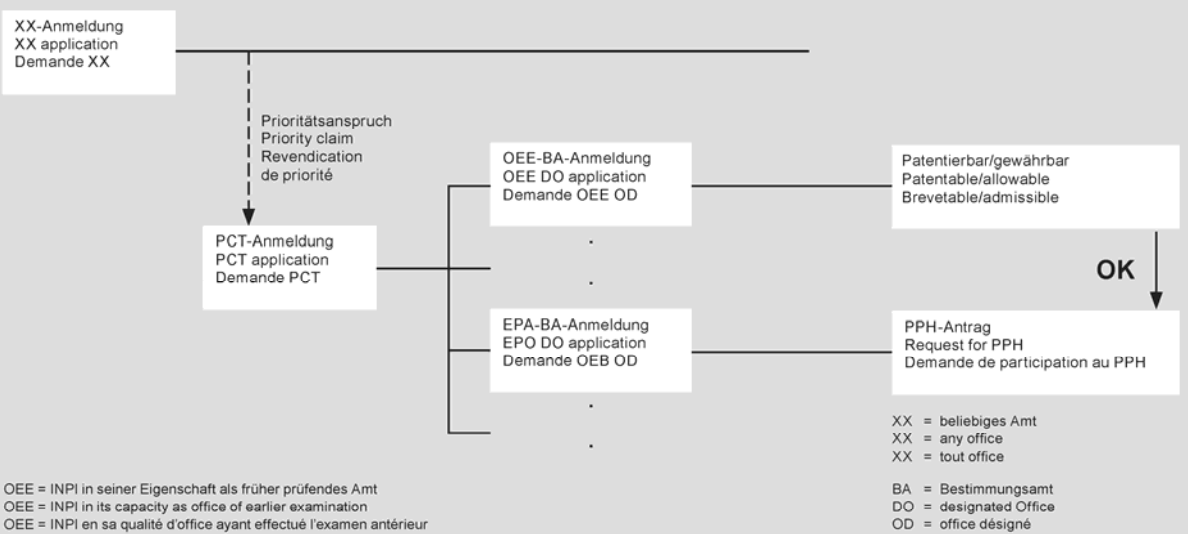 XX-Anmeldung
XX application
Demande XX
Prioritätsanspruch
Priority claim
Revendication
de priorité
PCT-Anmeldung
PCT application
Demande PCT
OEE-BA-Anmeldung
OEE DO application
Demande OEE OD
EPA-BA-Anmeldung
EPO DO application
Demande OEB OD
Patentierbar/gewährbar
Patentable/allowable
Brevetable/admissible
OK
PPH-Antrag
Request for PPH
Demande de participation au PPH
XX = beliebiges Amt
XX = any office
XX = tout office
OEE = INPI in seiner Eigenschaft als früher prüfendes Amt
OEE = INPI in its capacity as office of earlier examination
OEE = INPI en sa qualité d'office ayant effectué l'examen antérieur
BA = Bestimmungsamt
DO = designated Office
OD = office désigné